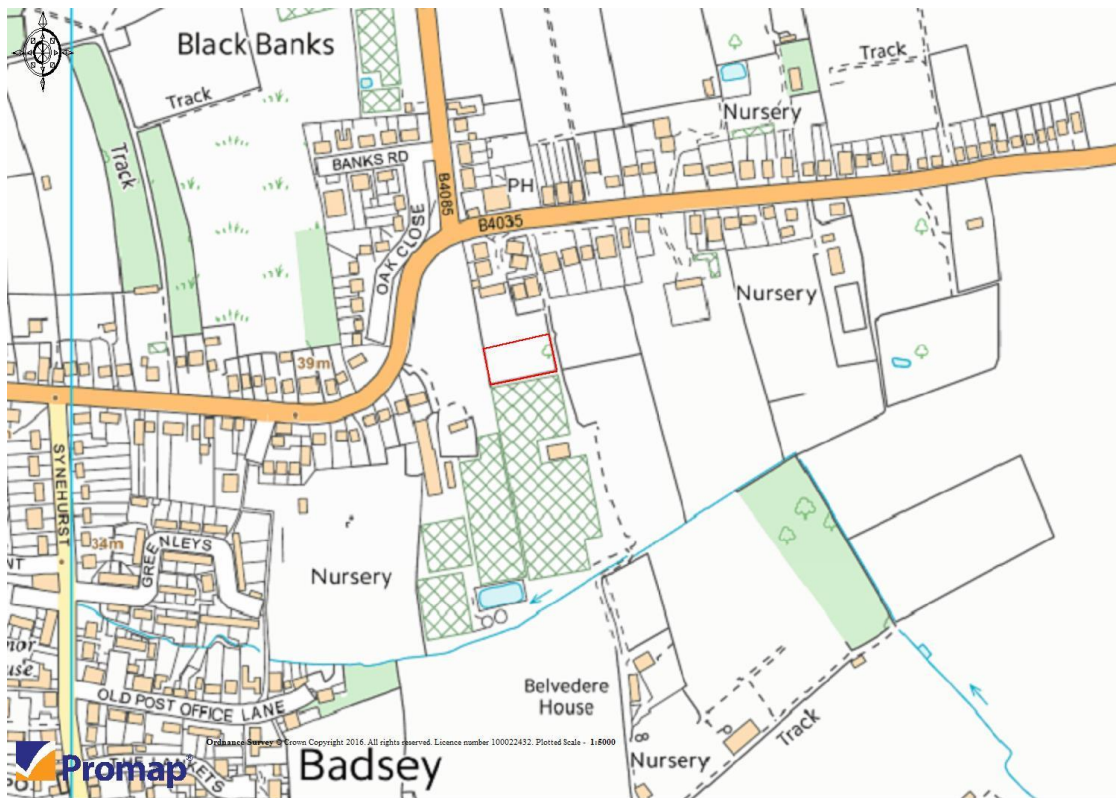 Black Banks
Track
Track
Track
Nursery
BANKS RD
PH
B4085
B4035
OAK CLOSE
Nursery
39m
SYNEHURST
34m
GREENLEYS
Nursery
OLD POST OFFICE LANE
Belvedere
House
Track
Nursery
Ordnance Survey © Crown Copyright 2016. All rights reserved. Licence number 100022432. Plotted Scale - 1:5000
Promap
Badsey